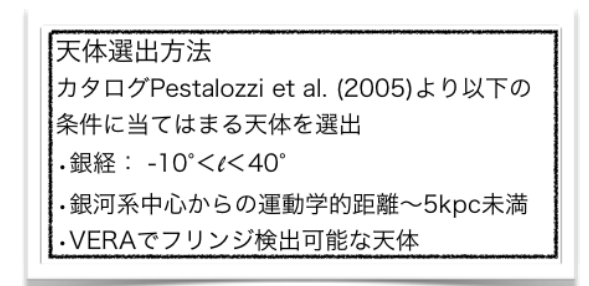 天体選出方法
カタログPestalozzi et al. (2005)より以下の
条件に当てはまる天体を選出
・銀経： -10°<ℓ<40°
・銀河系中心からの運動学的距離〜5kpc未満
・VERAでフリンジ検出可能な天体